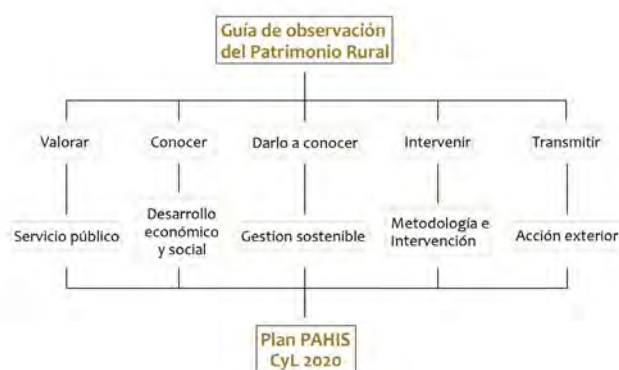 Guía de observación
del Patrimonio Rural
Valorar
Conocer
Darlo a conocer
Intervenir
Transmitir
Servicio público
Desarrollo
económico
y social
Gestion sostenible
Metodología e
Intervención
Acción exterior
Plan PAHIS
CyL 2020